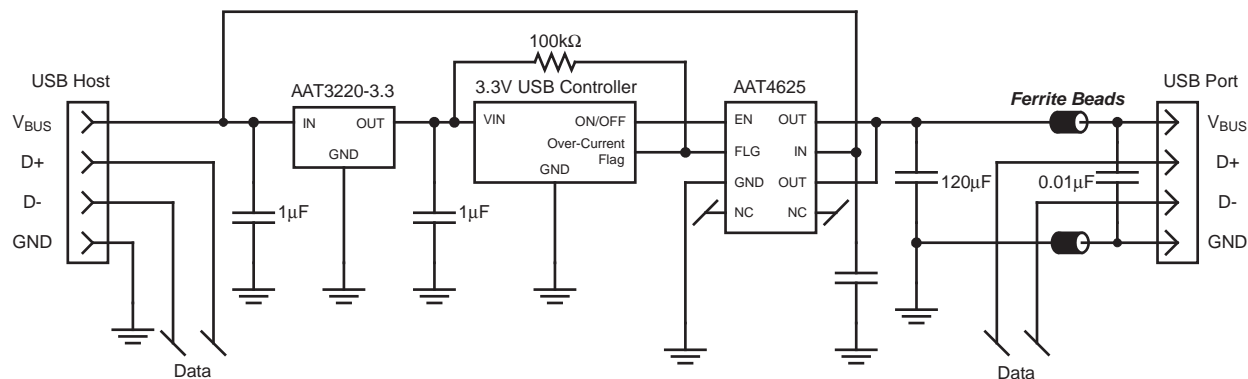 100kΩ
USB Host
AAT3220-3.3
3.3V USB Controller
AAT4625
Ferrite Beads
USB Port
VBUS
D+
D-
GND
IN
OUT
GND
VIN
ON/OFF
Over-Current
Flag
GND
EN
FLG
GND
NC
OUT
IN
OUT
NC
1μF
1μF
120μF
0.01μF
VBUS
D+
D-
GND
Data
Data